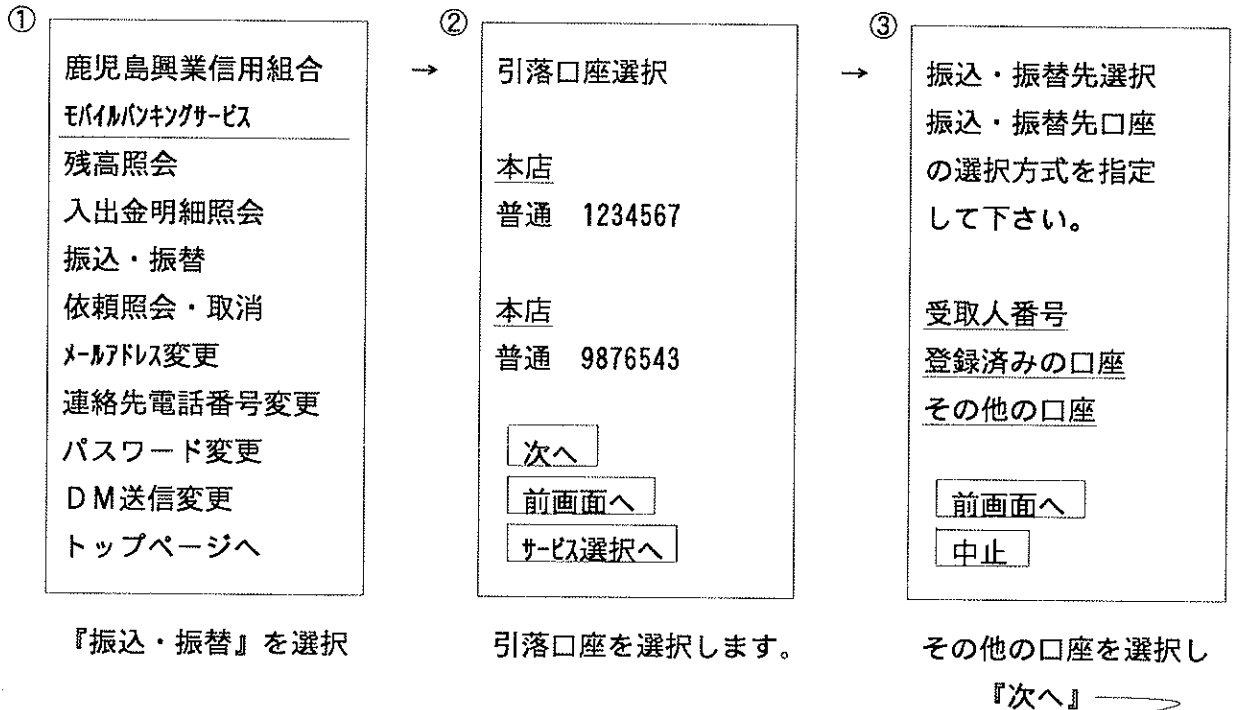 ①
鹿児島興業信用組合
ﾓﾊﾞｲﾙﾊﾞﾝｷﾝｸﾞｻｰﾋﾞｽ
残高照会
入出金明細照会
振込・振替
依頼照会・取消
ﾒｰﾙｱﾄﾞﾚｽ変更
連絡先電話番号変更
パスワード変更
ＤＭ送信変更
トップページへ
『振込・振替』を選択
→
②
引落口座選択
本店
普通　1234567
本店
普通　9876543
次へ
前画面へ
ｻｰﾋﾞｽ選択へ
引落口座を選択します。
→
③
振込・振替先選択
振込・振替先口座
の選択方式を指定
して下さい。
受取人番号
登録済みの口座
その他の口座
前画面へ
中止
その他の口座を選択し
『次へ』